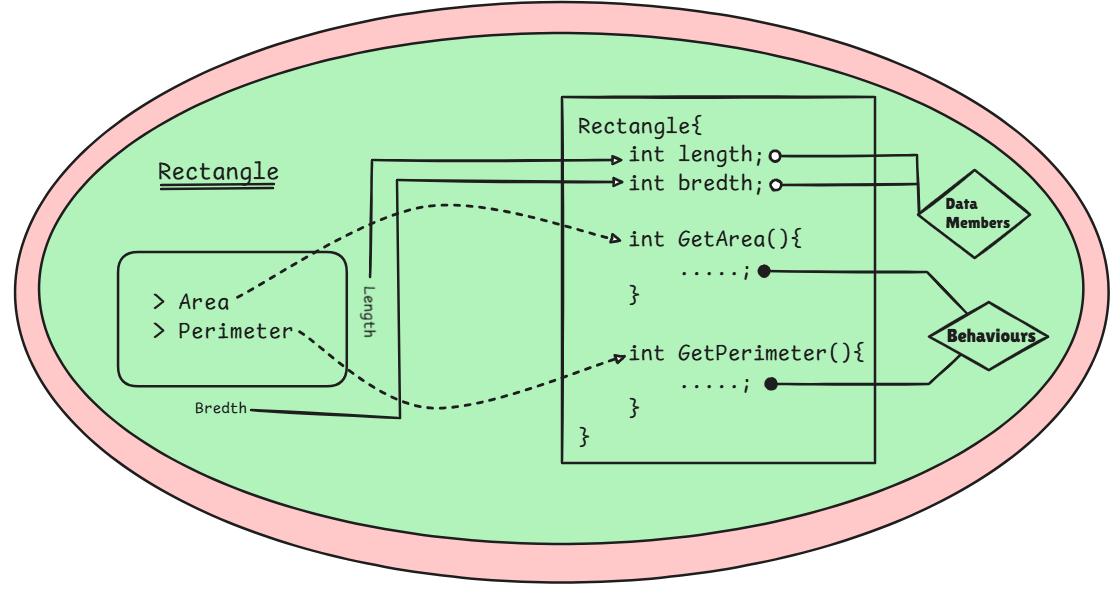 Rectangle
> Area
> Perimeter
Length
Bredth
Rectangle{
int length;
int bredth;
int GetArea(){
.....;
}
int GetPerimeter(){
.....;
}
}
Data
Members
Behaviours